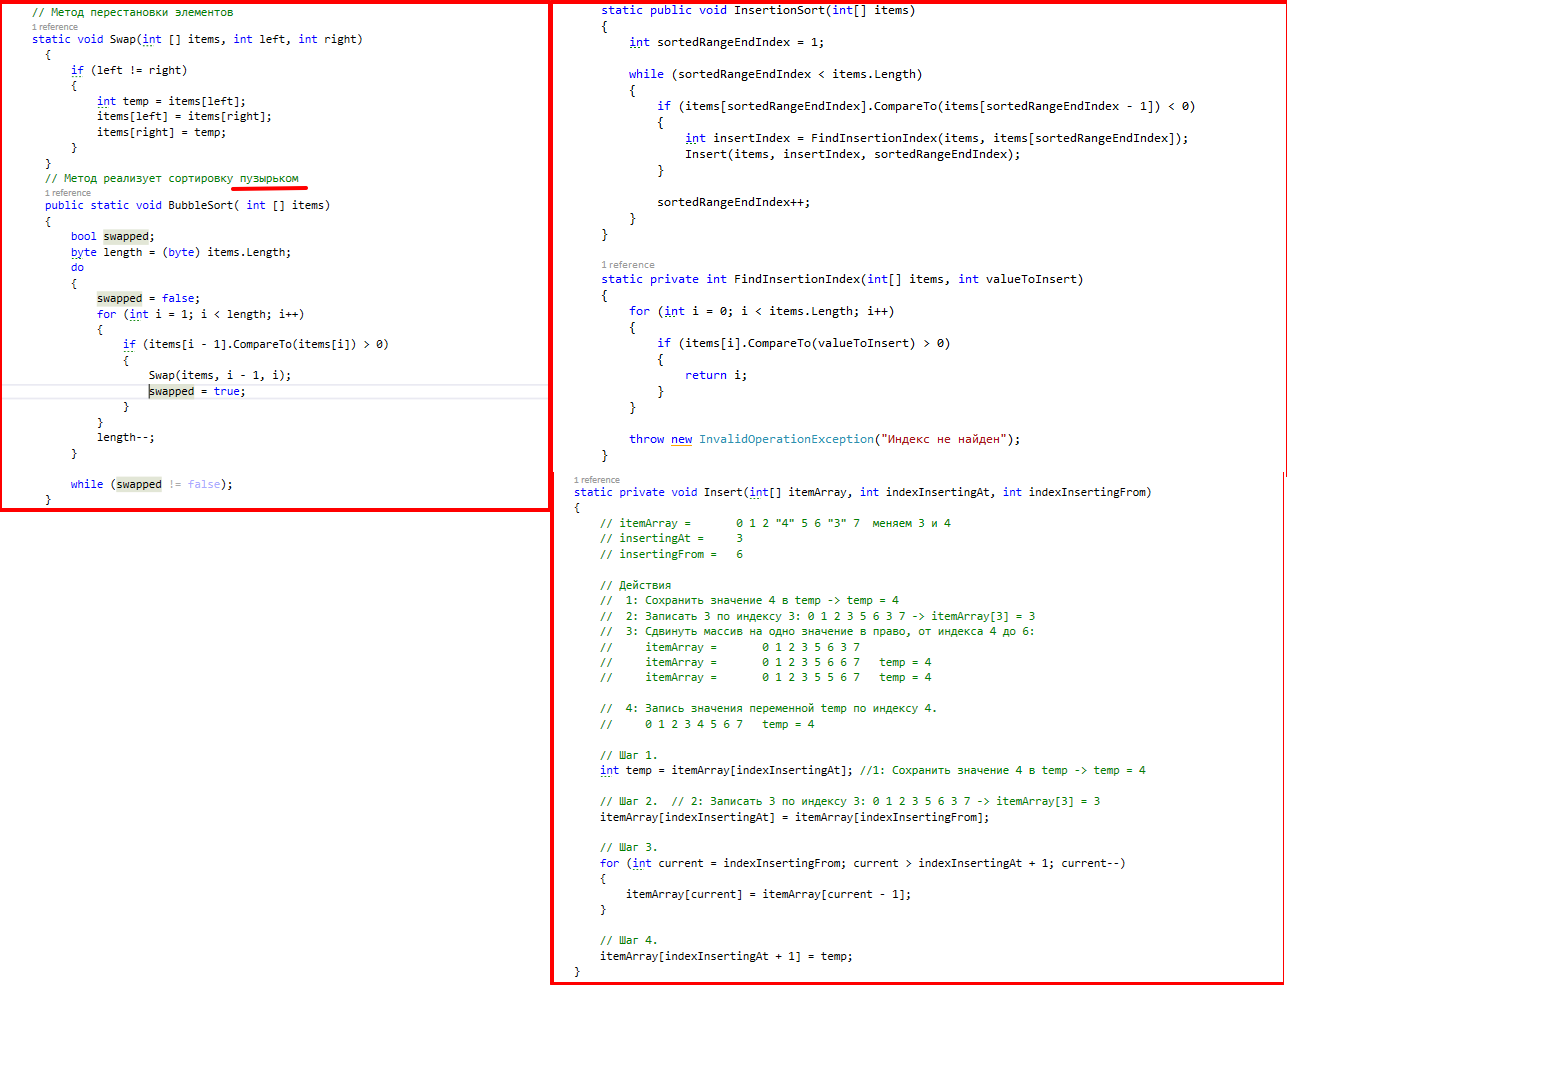 // Метод перестановки элементов
1 reference
static void Swap(int [] items, int left, int right)
{
if (left != right)
{
int temp = items[left];
items[left] = items[right];
items[right] = temp;
}
}
// Метод реализует сортировку пузырьком
1 reference
public static void BubbleSort( int [] items)
{
bool swapped;
byte length = (byte) items.Length;
do
{
swapped = false;
for (int i = 1; i < length; i++)
{
if (items[i - 1].CompareTo(items[i]) > 0)
{
Swap(items, i - 1, i);
swapped = true;
}
}
length--;
}
while (swapped != false);
}
static public void InsertionSort(int[] items)
{
int sortedRangeEndIndex = 1;
while (sortedRangeEndIndex < items.Length)
{
if (items[sortedRangeEndIndex].CompareTo(items[sortedRangeEndIndex - 1]) < 0)
{
int insertIndex = FindInsertionIndex(items, items[sortedRangeEndIndex]);
Insert(items, insertIndex, sortedRangeEndIndex);
}
sortedRangeEndIndex++;
}
}
1 reference
static private int FindInsertionIndex(int[] items, int valueToInsert)
{
for (int i = 0; i < items.Length; i++)
{
if (items[i].CompareTo(valueToInsert) > 0)
{
return i;
}
}
throw new InvalidOperationException("Индекс не найден");
}
1 reference
static private void Insert(int[] itemArray, int indexInsertingAt, int indexInsertingFrom)
{
// itemArray =       0 1 2 "4" 5 6 "3" 7  меняем 3 и 4
// insertingAt =     3
// insertingFrom =   6
// Действия
//  1: Сохранить значение 4 в temp -> temp = 4
//  2: Записать 3 по индексу 3: 0 1 2 3 5 6 3 7 -> itemArray[3] = 3
//  3: Сдвинуть массив на одно значение в право, от индекса 4 до 6:
//     itemArray =       0 1 2 3 5 6 3 7
//     itemArray =       0 1 2 3 5 6 6 7   temp = 4
//     itemArray =       0 1 2 3 5 5 6 7   temp = 4
//  4: Запись значения переменной temp по индексу 4.
//     0 1 2 3 4 5 6 7   temp = 4
// Шаг 1.
int temp = itemArray[indexInsertingAt]; //1: Сохранить значение 4 в temp -> temp = 4
// Шаг 2.  // 2: Записать 3 по индексу 3: 0 1 2 3 5 6 3 7 -> itemArray[3] = 3
itemArray[indexInsertingAt] = itemArray[indexInsertingFrom];
// Шаг 3.
for (int current = indexInsertingFrom; current > indexInsertingAt + 1; current--)
{
itemArray[current] = itemArray[current - 1];
}
// Шаг 4.
itemArray[indexInsertingAt + 1] = temp;
}